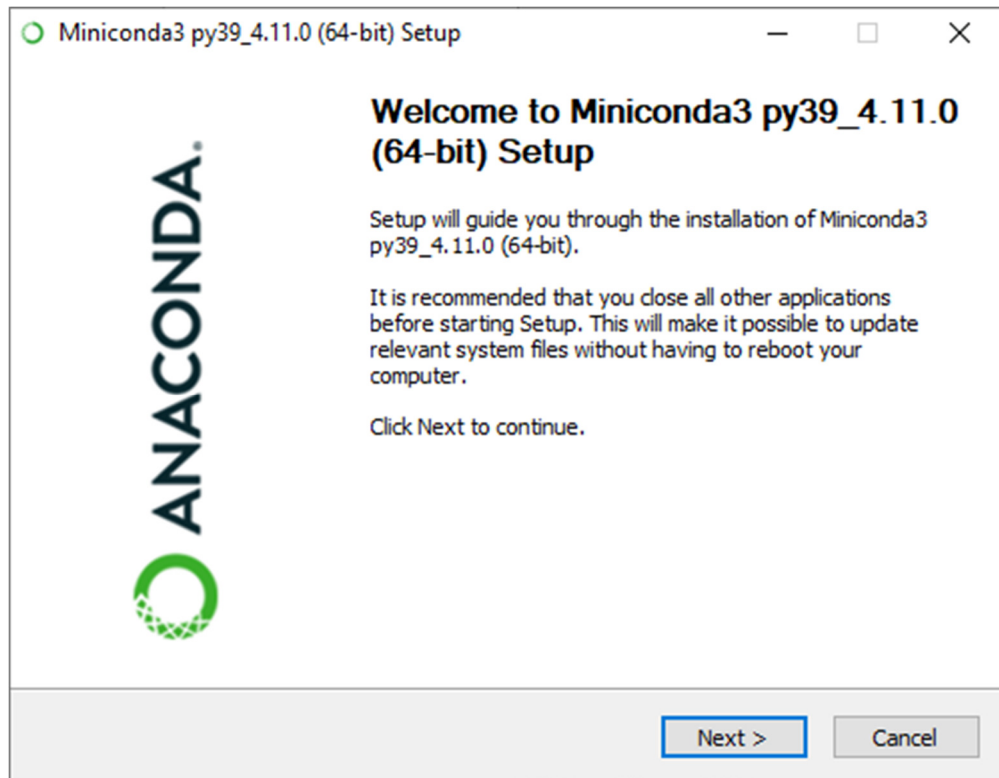 Miniconda3 py39_4.11.0 (64-bit) Setup
Welcome to Miniconda3 py39_4.11.0
(64-bit) Setup
Setup will guide you through the installation of Miniconda3
py39_4.11.0 (64-bit).
It is recommended that you close all other applications
before starting Setup. This will make it possible to update
relevant system files without having to reboot your
computer.
Click Next to continue.
ANACONDA.
Next >
Cancel